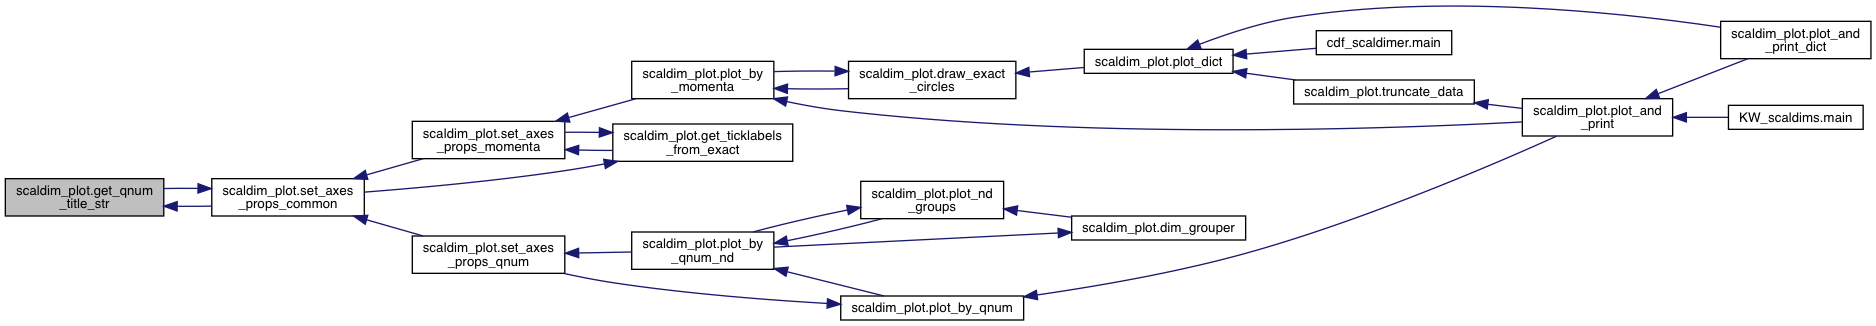 scaldim_plot.get_qnum
_title_str
scaldim_plot.set_axes
_props_common
scaldim_plot.set_axes
_props_momenta
scaldim_plot.set_axes
_props_qnum
scaldim_plot.plot_by
_momenta
scaldim_plot.get_ticklabels
_from_exact
scaldim_plot.plot_by
_qnum_nd
scaldim_plot.draw_exact
_circles
scaldim_plot.plot_nd
_groups
scaldim_plot.plot_by_qnum
scaldim_plot.plot_dict
scaldim_plot.dim_grouper
cdf_scaldimer.main
scaldim_plot.truncate_data
scaldim_plot.plot_and
_print
scaldim_plot.plot_and
_print_dict
KW_scaldims.main